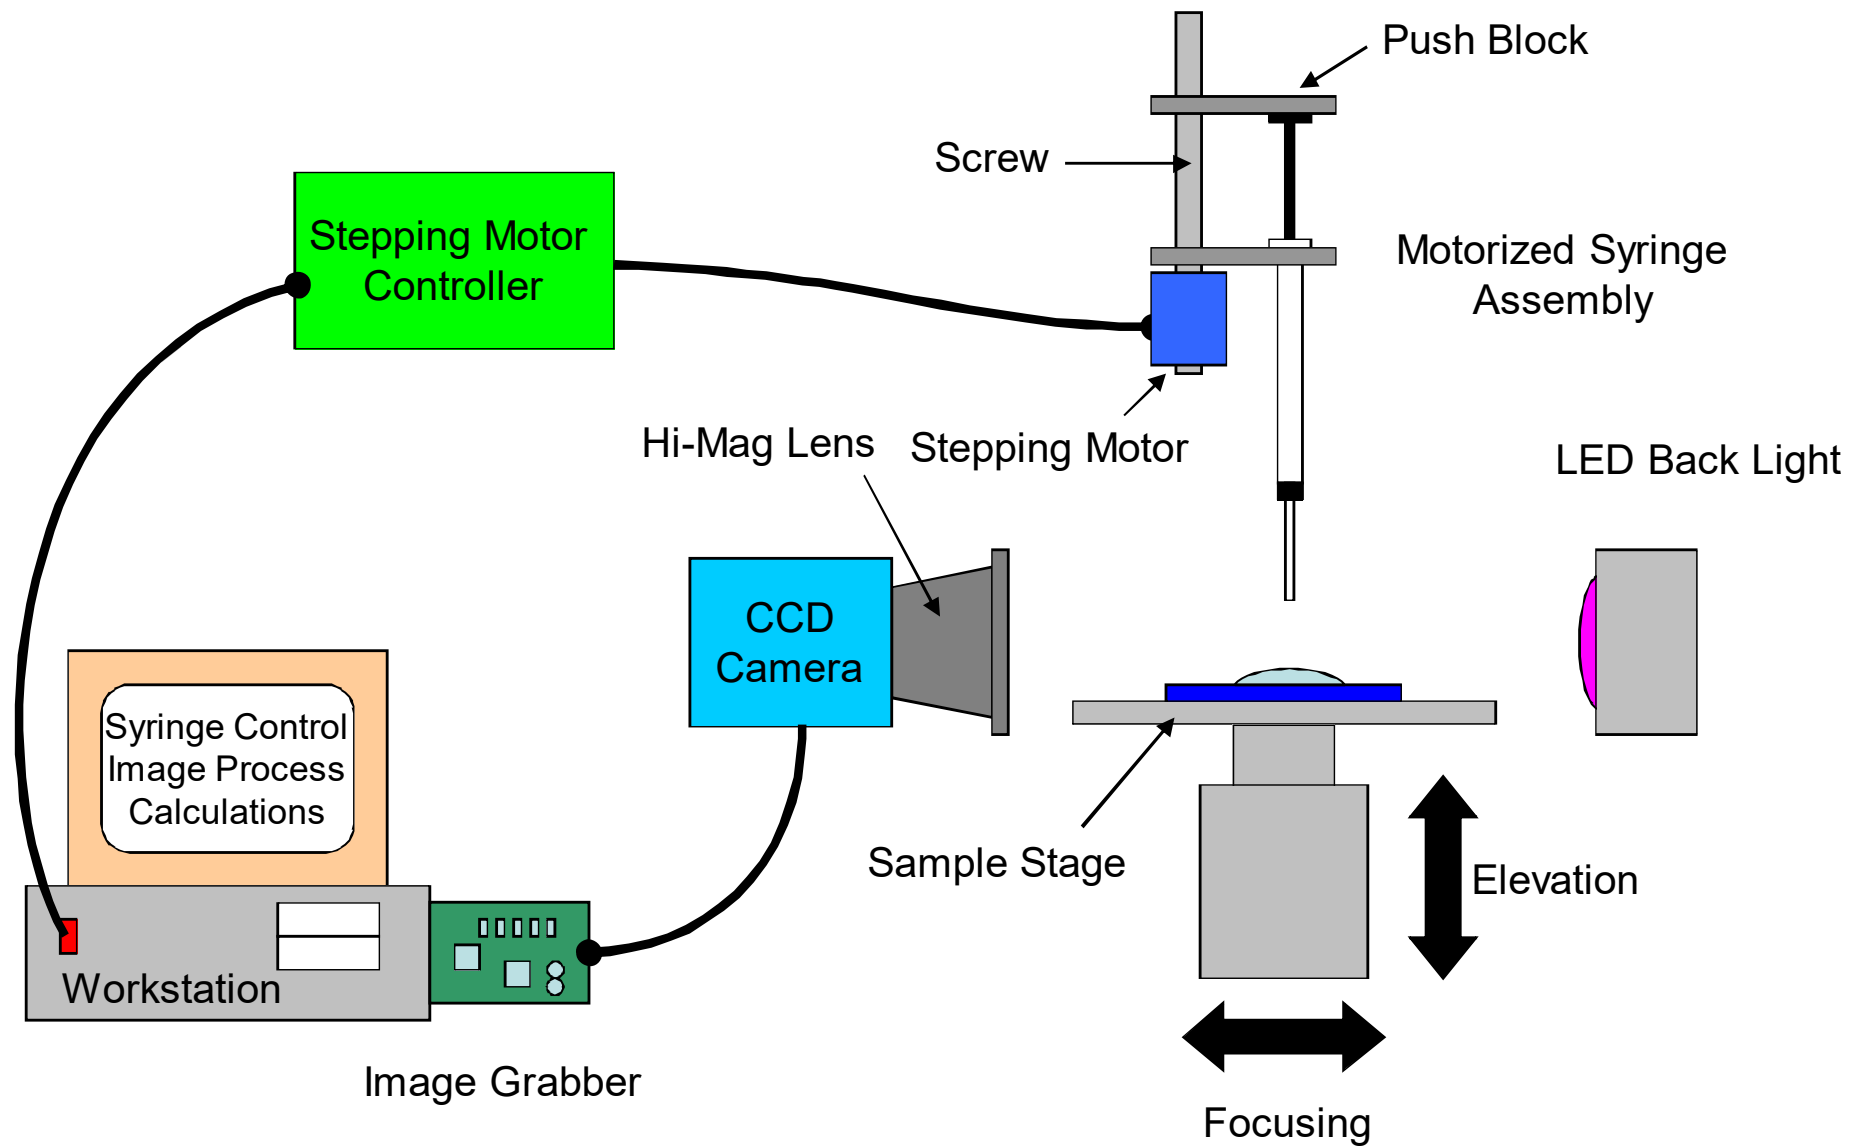 Push Block
Screw
Stepping Motor
Controller
Motorized Syringe
Assembly
Hi-Mag Lens
Stepping Motor
LED Back Light
CCD
Camera
Syringe Control
Image Process
Calculations
Sample Stage
Elevation
Workstation
Image Grabber
Focusing